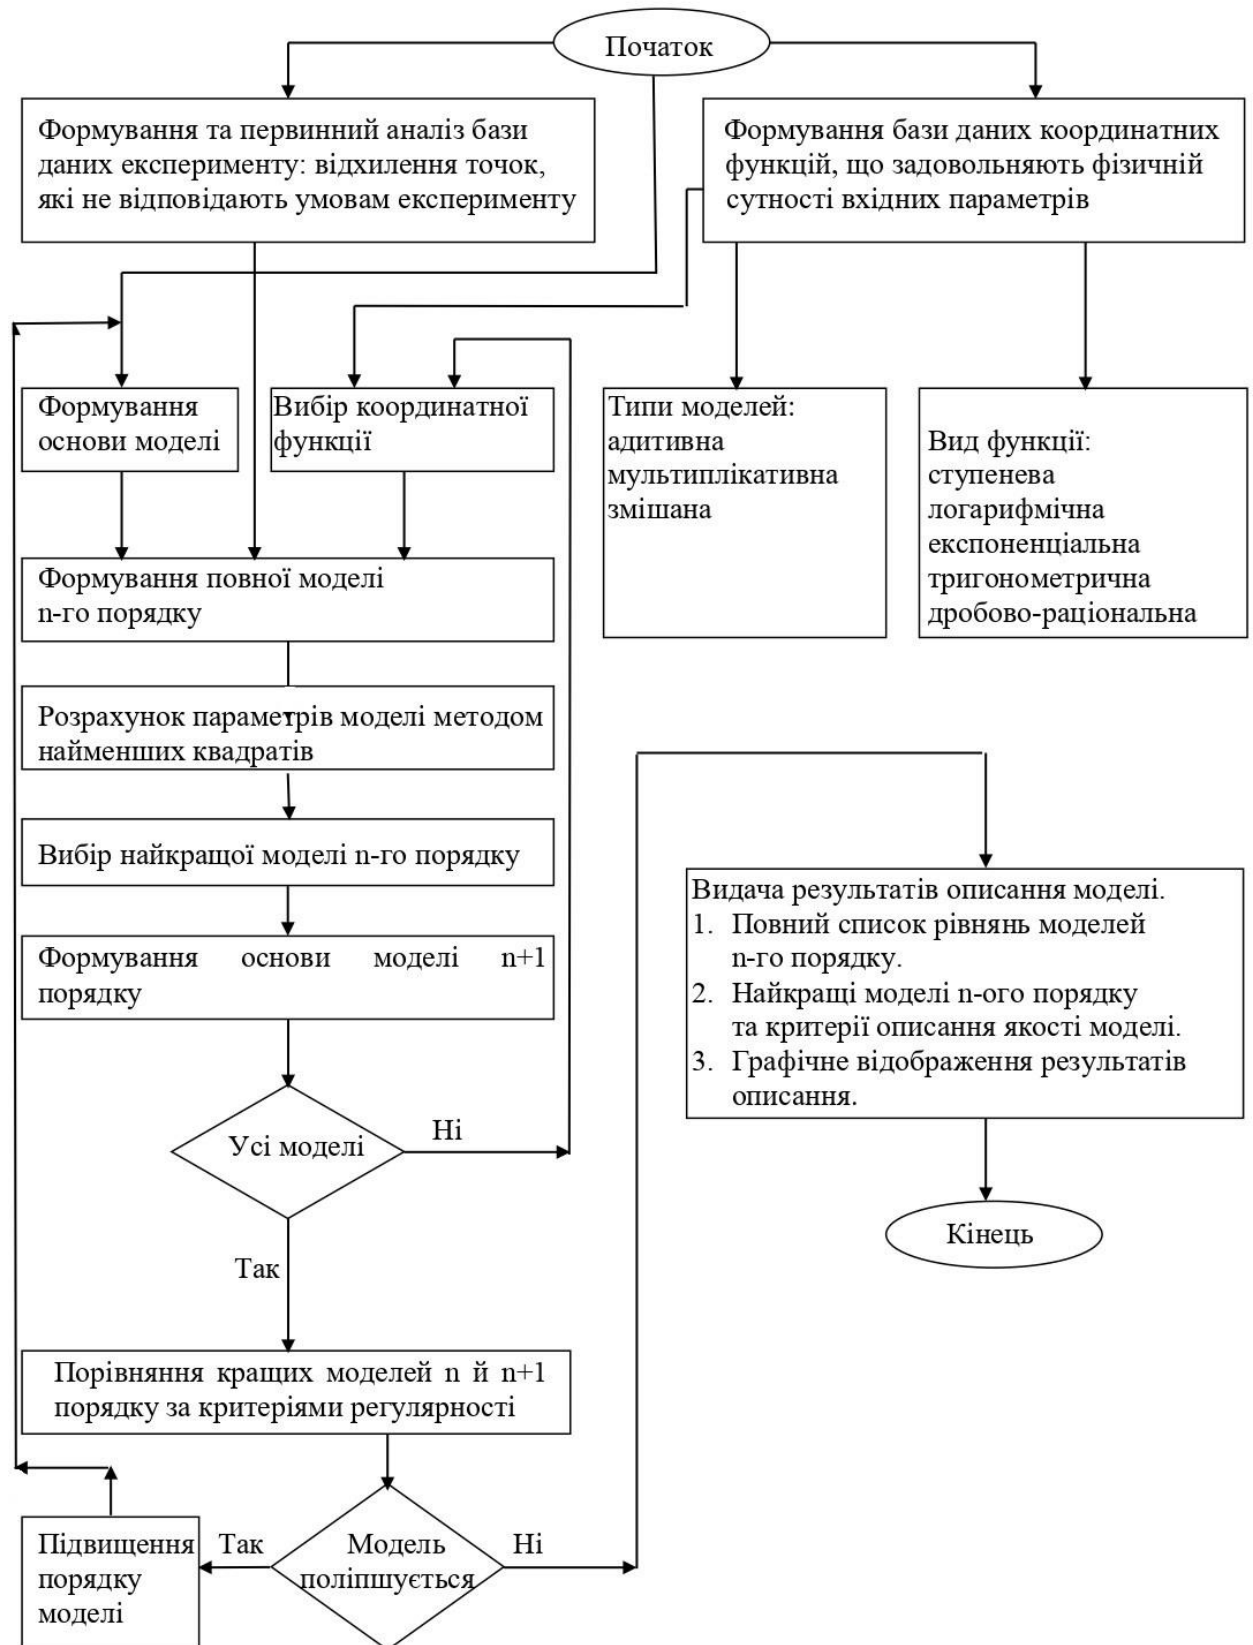 Початок
Формування та первинний аналіз бази
даних експерименту: відхилення точок,
які не відповідають умовам експерименту
Формування бази даних координатних
функцій, що задовольняють фізичній
сутності вхідних параметрів
Формування
основи моделі
Вибір координатної
функції
Типи моделей:
адитивна
мультиплікативна
змішана
Вид функції:
ступенева
логарифмічна
експоненціальна
тригонометрична
дробово-раціональна
Формування повної моделі
n-го порядку
Розрахунок параметрів моделі методом
найменших квадратів
Вибір найкращої моделі n-го порядку
Формування основи моделі n+1
порядку
Видача результатів описання моделі.
1. Повний список рівнянь моделей
n-го порядку.
2. Найкращі моделі n-ого порядку
та критерії описання якості моделі.
3. Графічне відображення результатів
описання.
Усі моделі
Ні
Так
Кінець
Порівняння кращих моделей n й n+1
порядку за критеріями регулярності
Підвищення
порядку
моделі
Так
Модель
поліпшується
Ні